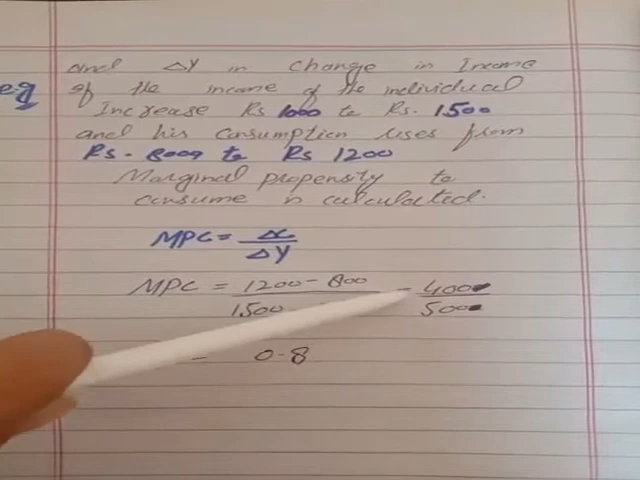 and ΔY in change in Income
e.g of the income of the individual
Increase Rs 1000 to Rs. 1500
and his Consumption rises from
Rs. 800 to Rs 1200
Marginal propensity to
consume is calculated.
MPC = ΔC / ΔY
MPC = 1200 - 800 / 1500 = 400 / 500
= 0.8